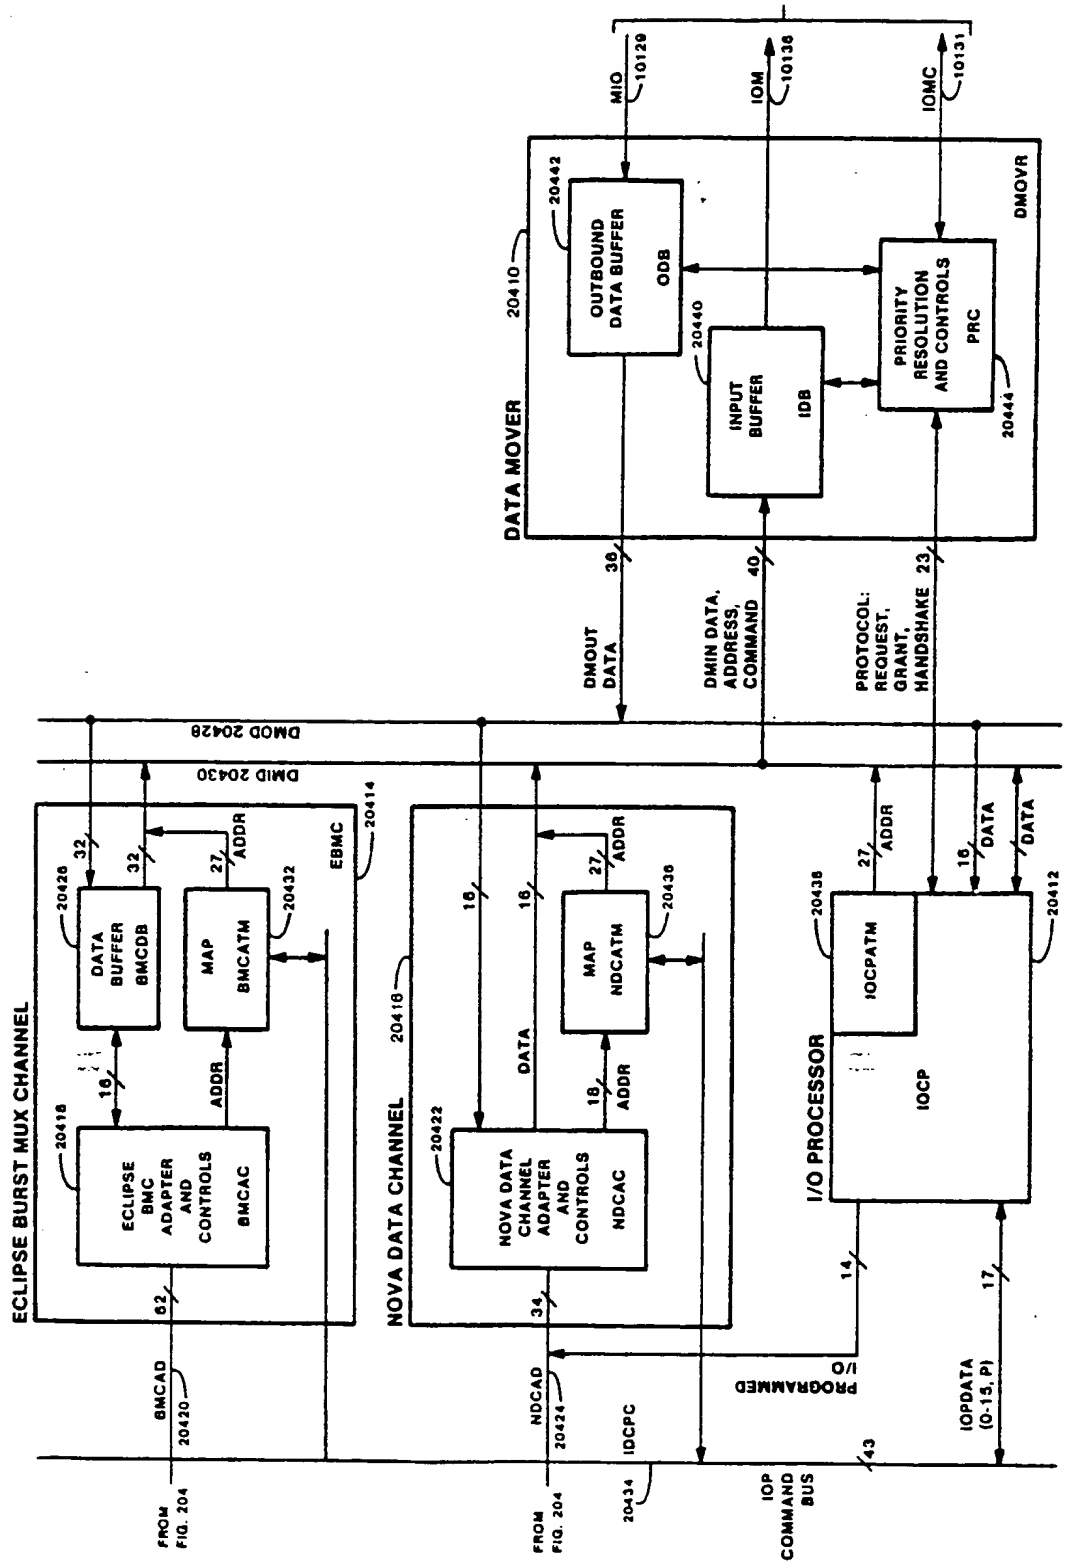 ECLIPSE BURST MUX CHANNEL
FROM
FIG. 204
BMCAD
20420
62
20418
ECLIPSE
BMC
ADAPTER
AND
CONTROLS
BMCAC
16
ADDR
20426
DATA
BUFFER
BMCDB
MAP
BMCATM
20432
32
32
27
ADDR
EBMC
20414
DMID 20430
DMOD 20428
NOVA DATA CHANNEL
20416
FROM
FIG. 204
NDCAD
20424
34
20422
NOVA DATA
CHANNEL
ADAPTER
AND
CONTROLS
NDCAC
16
DATA
16
18
ADDR
MAP
NDCATM
20436
27
ADDR
20434
IDCPC
IOP
COMMAND
BUS
43
PROGRAMMED
I/O
14
IOPDATA
(0-15, P)
17
I/O PROCESSOR
IOCP
IOCPATM
20438
20412
27
ADDR
16
DATA
DATA
DATA MOVER
20410
DMOUT
DATA
36
DMIN DATA,
ADDRESS,
COMMAND
40
PROTOCOL:
REQUEST,
GRANT,
HANDSHAKE
23
OUTBOUND
DATA BUFFER
ODB
20442
20440
INPUT
BUFFER
IDB
PRIORITY
RESOLUTION
AND CONTROLS
PRC
20444
DMOVR
MIO
10129
IOM
10136
IOMC
10131